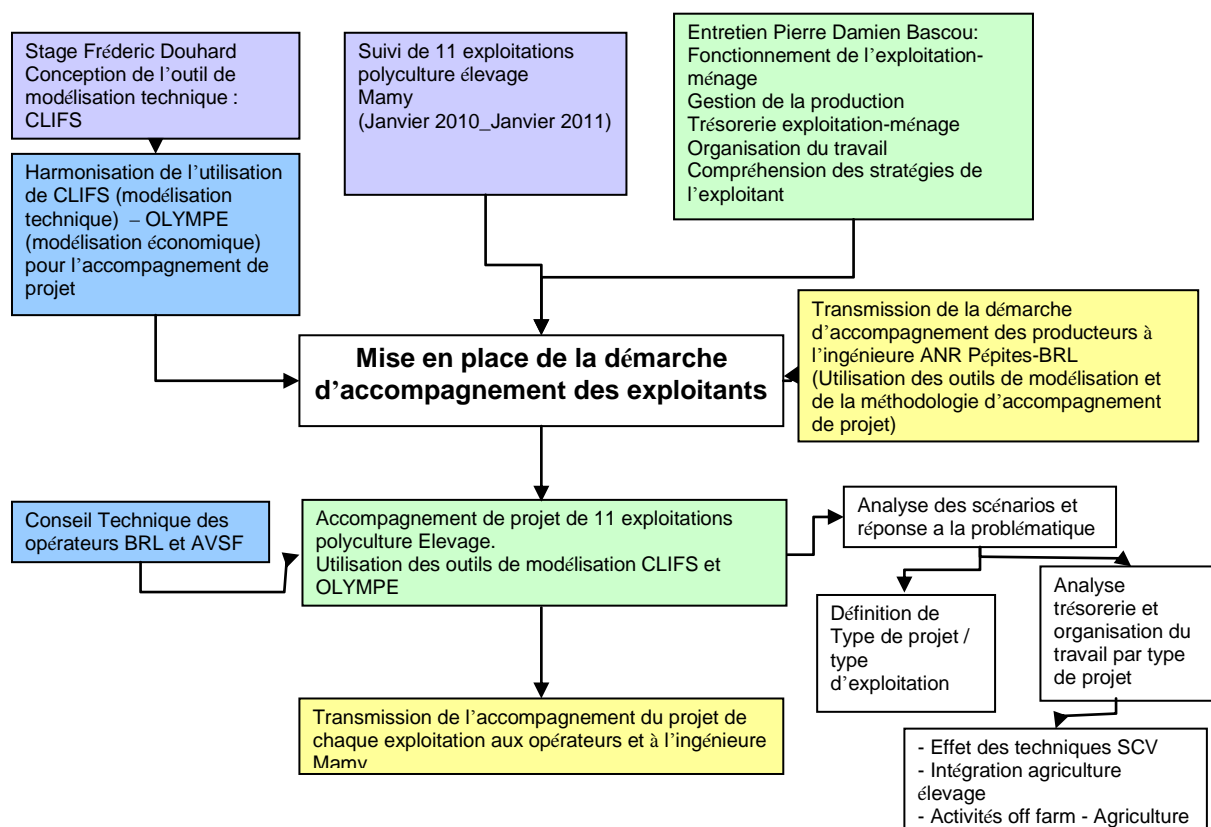 Stage Fréderic Douhard
Conception de l’outil de
modélisation technique :
CLIFS
Suivi de 11 exploitations
polyculture élevage
Mamy
(Janvier 2010_Janvier 2011)
Entretien Pierre Damien Bascou:
Fonctionnement de l’exploitation-
ménage
Gestion de la production
Trésorerie exploitation-ménage
Organisation du travail
Compréhension des stratégies de
l’exploitant
Harmonisation de l’utilisation
de CLIFS (modélisation
technique) – OLYMPE
(modélisation économique)
pour l’accompagnement de
projet
Mise en place de la démarche
d’accompagnement des exploitants
Transmission de la démarche
d’accompagnement des producteurs à
l’ingénieure ANR Pépites-BRL
(Utilisation des outils de modélisation et
de la méthodologie d’accompagnement
de projet)
Conseil Technique des
opérateurs BRL et AVSF
Accompagnement de projet de 11 exploitations
polyculture Elevage.
Utilisation des outils de modélisation CLIFS et
OLYMPE
Analyse des scénarios et
réponse a la problématique
Définition de
Type de projet /
type
d’exploitation
Analyse
trésorerie et
organisation du
travail par type
de projet
Transmission de l’accompagnement du projet de
chaque exploitation aux opérateurs et à l’ingénieure
Mamy
- Effet des techniques SCV
- Intégration agriculture
élevage
- Activités off farm - Agriculture